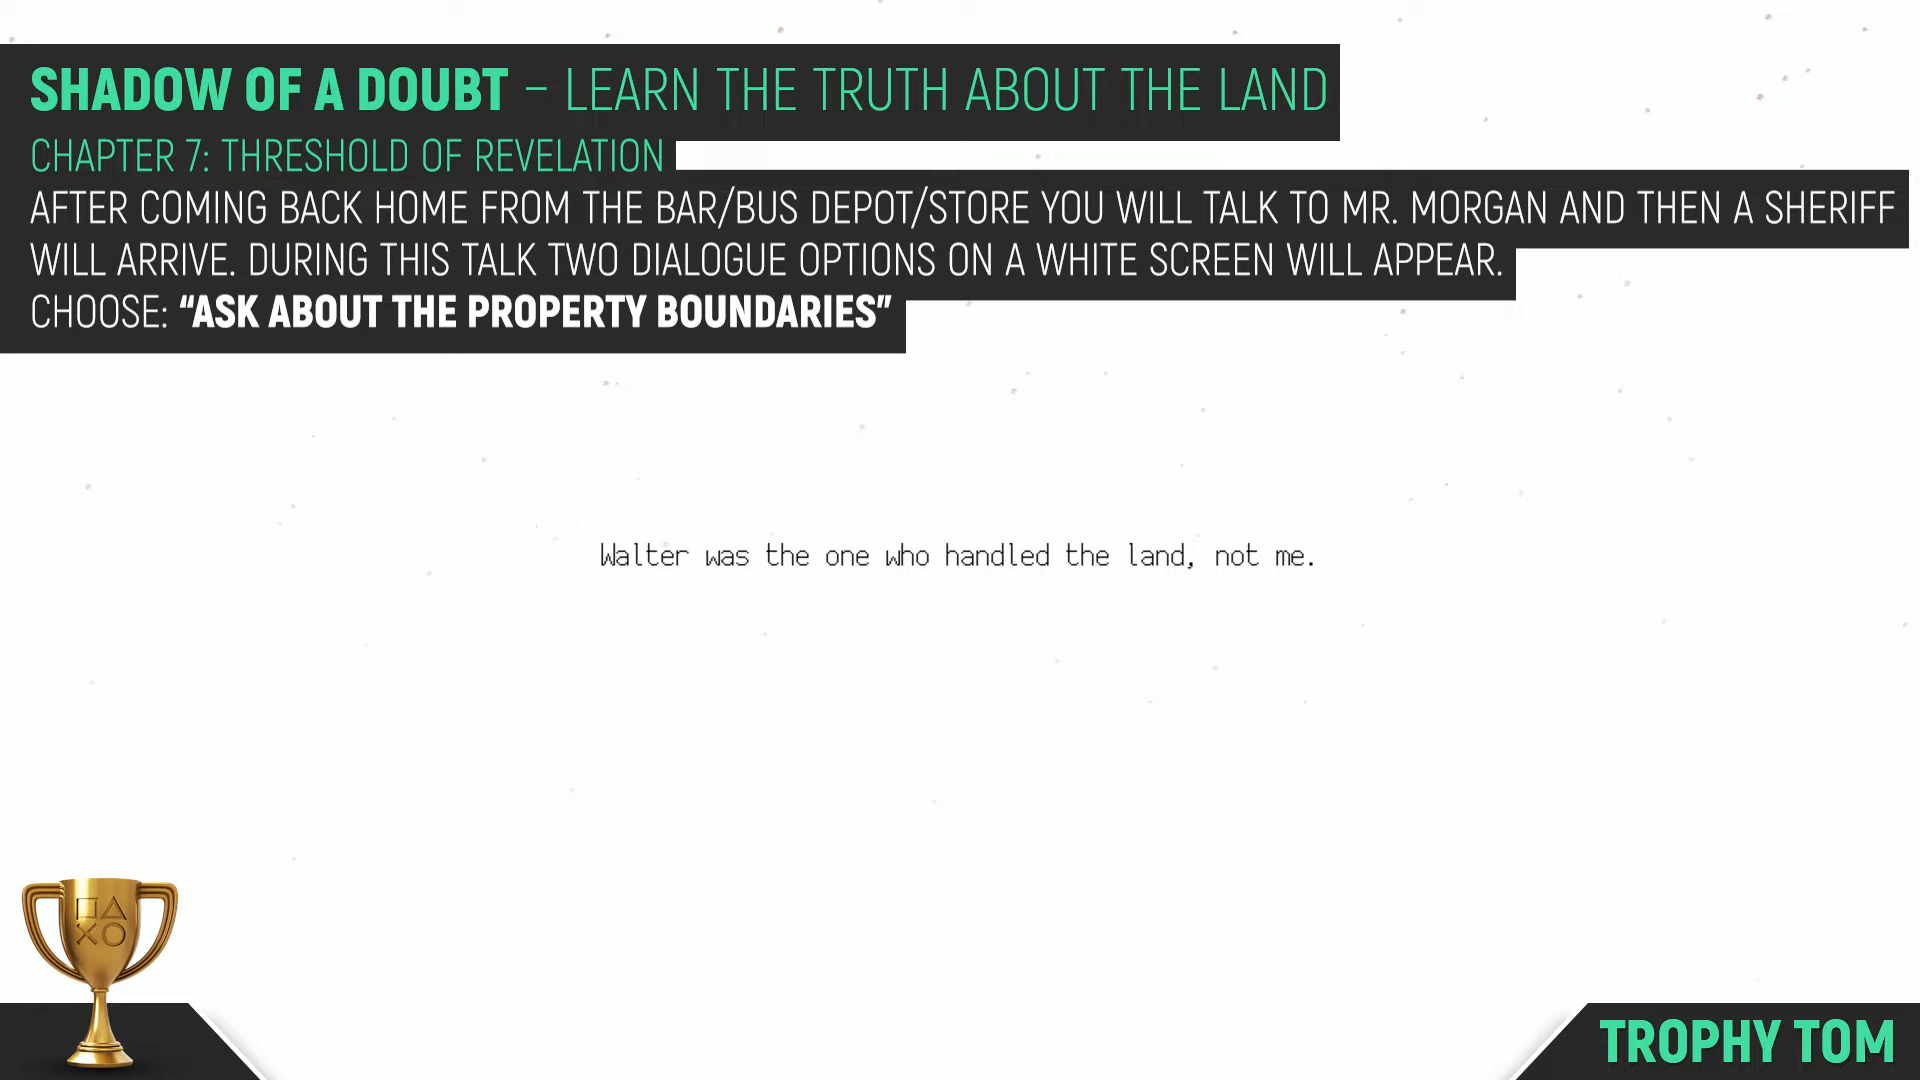 SHADOW OF A DOUBT – LEARN THE TRUTH ABOUT THE LAND
CHAPTER 7: THRESHOLD OF REVELATION
AFTER COMING BACK HOME FROM THE BAR/BUS DEPOT/STORE YOU WILL TALK TO MR. MORGAN AND THEN A SHERIFF
WILL ARRIVE. DURING THIS TALK TWO DIALOGUE OPTIONS ON A WHITE SCREEN WILL APPEAR.
CHOOSE: “ASK ABOUT THE PROPERTY BOUNDARIES”
Walter was the one who handled the land, not me.
TROPHY TOM